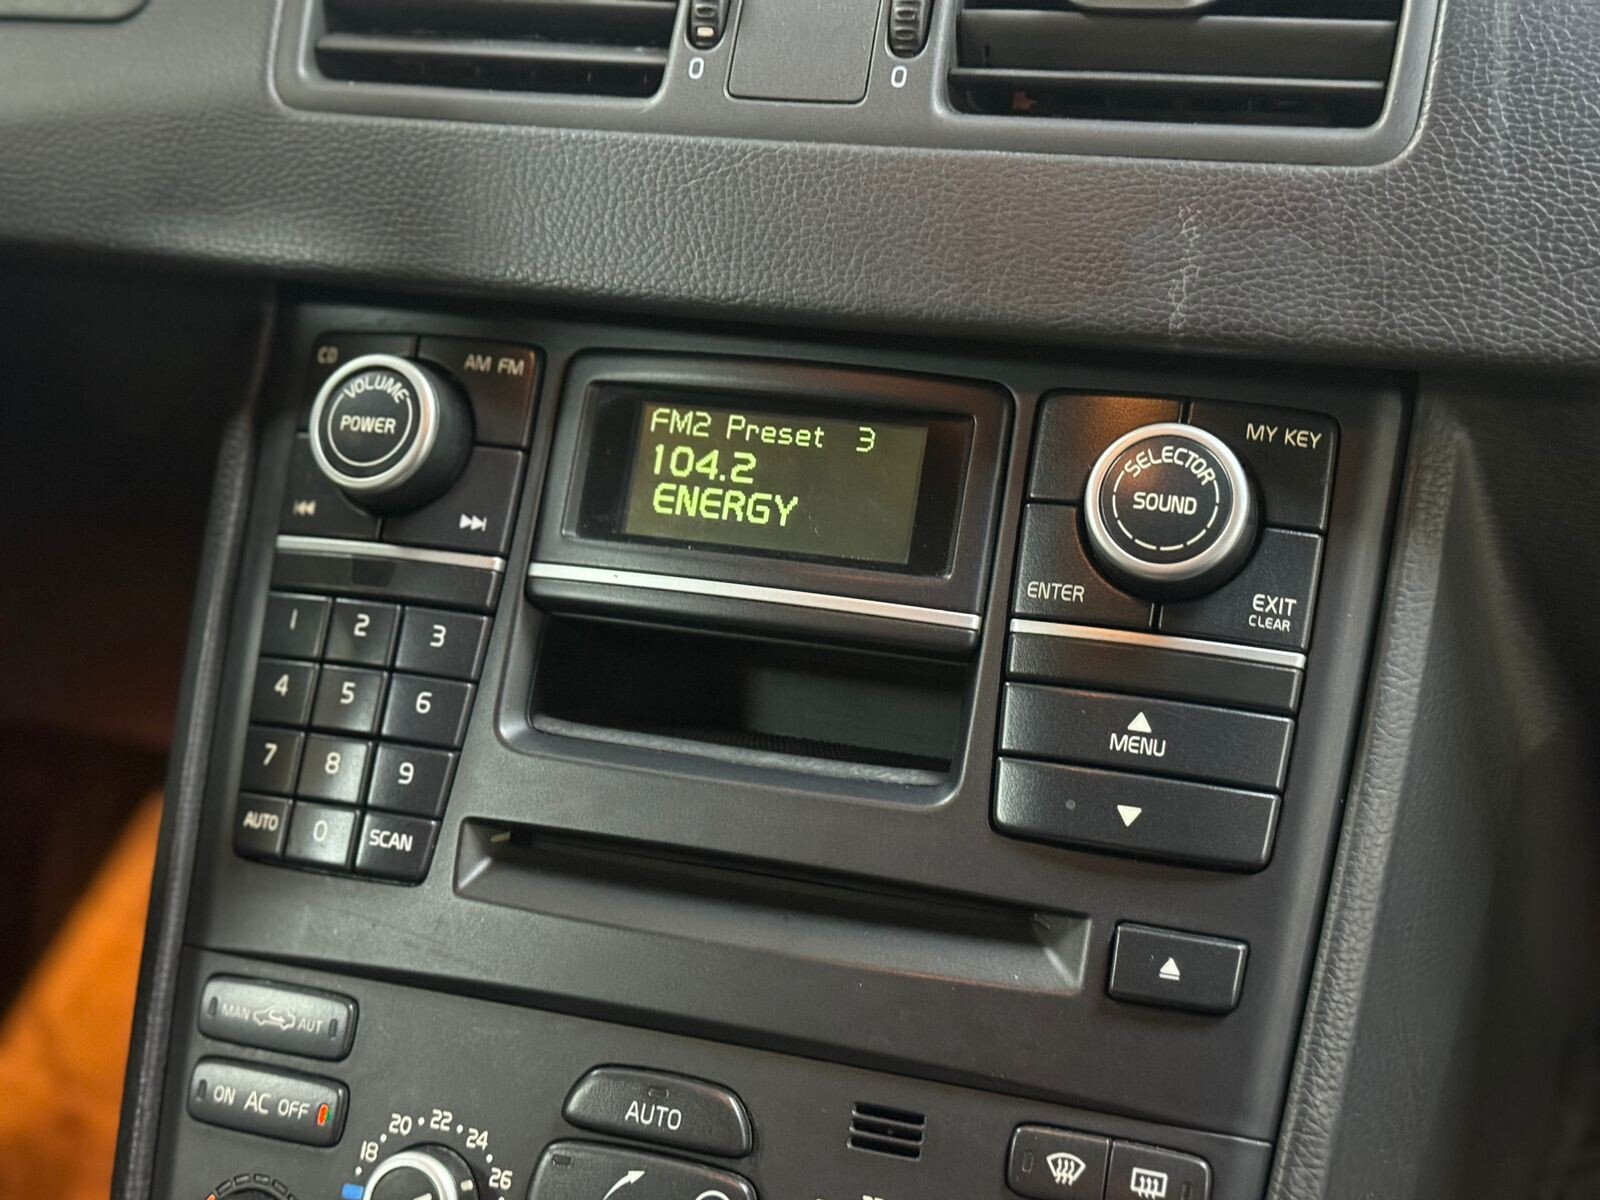 0
0
CD
AM FM
VOLUME
POWER
FM2 Preset 3
104.2
ENERGY
MY KEY
SELECTOR
SOUND
ENTER
EXIT
CLEAR
1 2 3
4 5 6
7 8 9
AUTO 0 SCAN
MENU
MAN AUT
ON AC OFF
AUTO
18 20 22 24 26